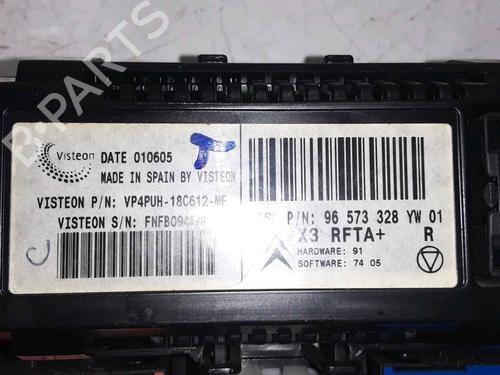 B-PARTS
Visteon
DATE 010605
T
MADE IN SPAIN BY VISTEON
VISTEON P/N: VP4PUH-18C612-ME
VISTEON S/N:
C
P/N: 96 573 328 YW 01
X3 RFTA+ R
HARDWARE: 91
SOFTWARE: 74 05